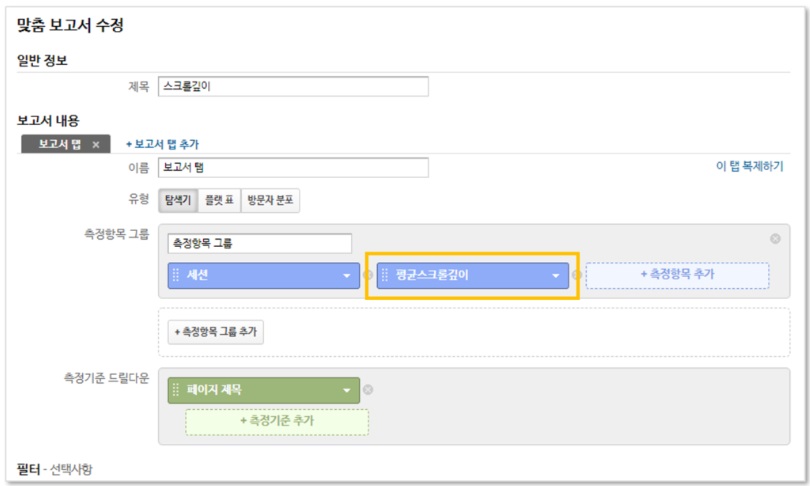 맞춤 보고서 수정
일반 정보
제목 스크롤깊이
보고서 내용
보고서 탭 ×
+ 보고서 탭 추가
이름 보고서 탭
이 탭 복제하기
유형 탐색기 플랫 표 방문자 분포
측정항목 그룹 측정항목 그룹
세션 평균스크롤깊이 + 측정항목 추가
+ 측정항목 그룹 추가
측정기준 드릴다운 페이지 제목
+ 측정기준 추가
필터 - 선택사항